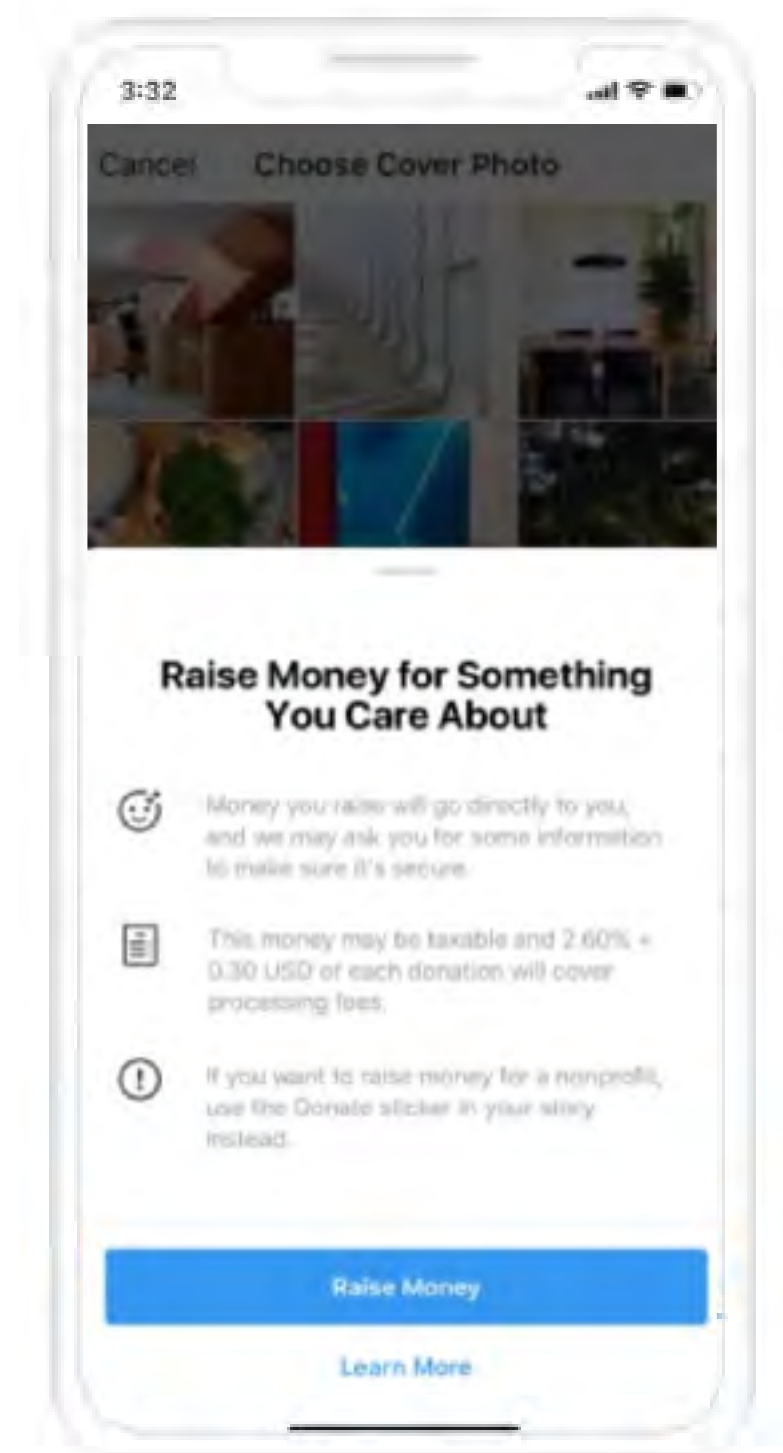 3:32
Cancel Choose Cover Photo
Raise Money for Something
You Care About
Money you raise will go directly to you,
and we may ask you for some information
to make sure it's secure.
This money may be taxable and 2.60% +
0.30 USD of each donation will cover
processing fees.
If you want to raise money for a nonprofit,
use the Donate sticker in your story
instead.
Raise Money
Learn More